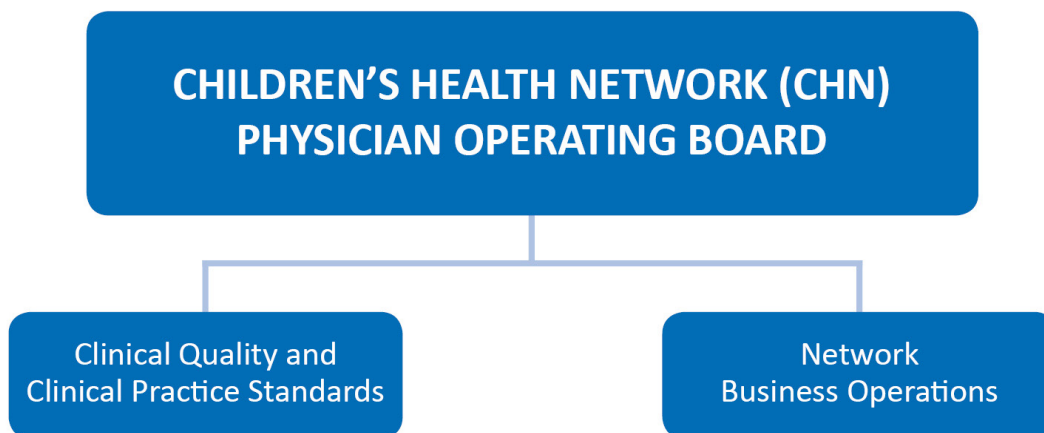 CHILDREN’S HEALTH NETWORK (CHN)
PHYSICIAN OPERATING BOARD
Clinical Quality and
Clinical Practice Standards
Network
Business Operations